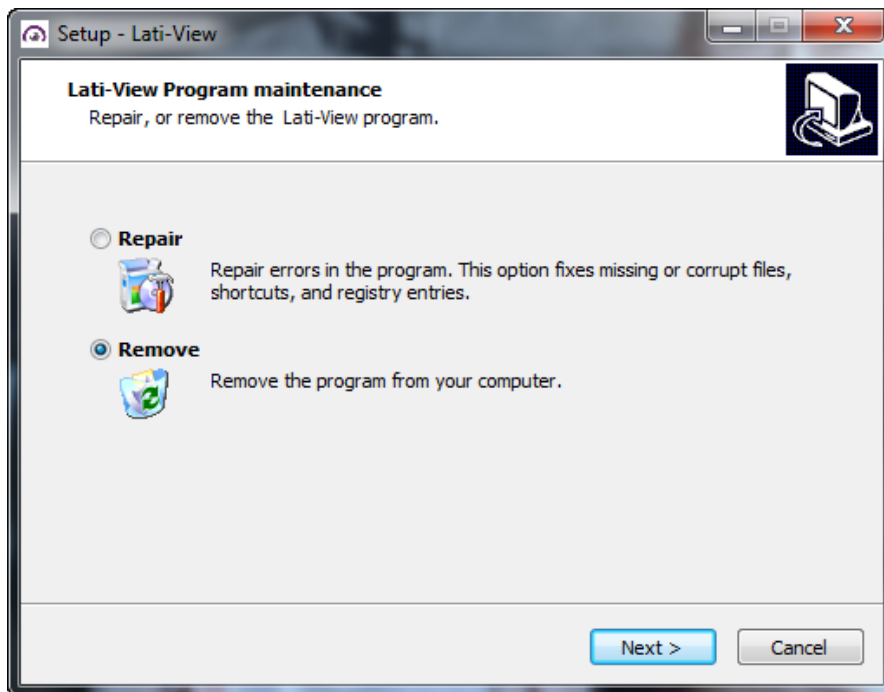 Setup - Lati-View
Lati-View Program maintenance
Repair, or remove the Lati-View program.
Repair
Repair errors in the program. This option fixes missing or corrupt files,
shortcuts, and registry entries.
Remove
Remove the program from your computer.
Next >
Cancel